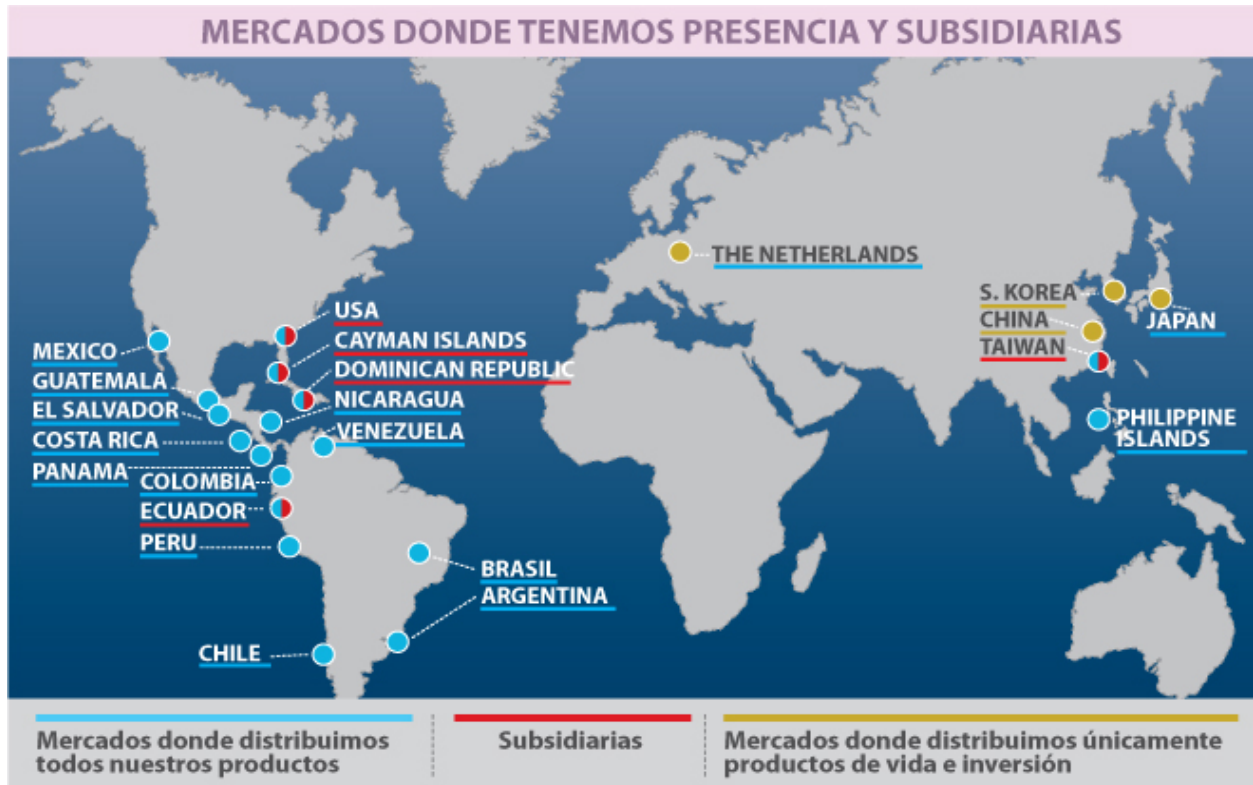 MERCADOS DONDE TENEMOS PRESENCIA Y SUBSIDIARIAS
THE NETHERLANDS
S. KOREA
CHINA
TAIWAN
JAPAN
PHILIPPINE
ISLANDS
USA
CAYMAN ISLANDS
DOMINICAN REPUBLIC
NICARAGUA
VENEZUELA
MEXICO
GUATEMALA
EL SALVADOR
COSTA RICA
PANAMA
COLOMBIA
ECUADOR
PERU
BRASIL
ARGENTINA
CHILE
Mercados donde distribuimos
todos nuestros productos
Subsidiarias
Mercados donde distribuimos únicamente
productos de vida e inversión